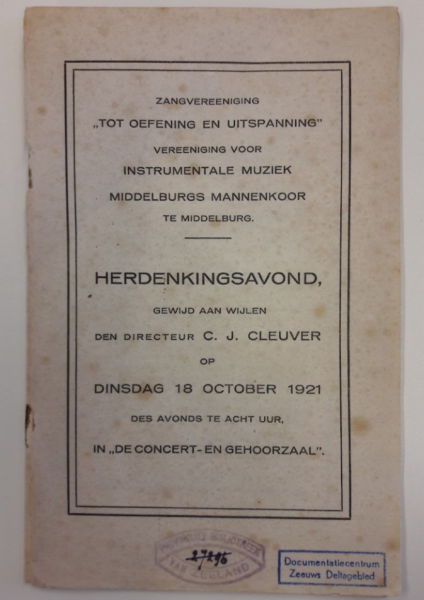 ZANGVEREENIGING
„TOT OEFENING EN UITSPANNING"
VEREENIGING VOOR
INSTRUMENTALE MUZIEK
MIDDELBURGS MANNENKOOR
TE MIDDELBURG.
HERDENKINGSAVOND,
GEWIJD AAN WIJLEN
DEN DIRECTEUR C. J. CLEUVER
OP
DINSDAG 18 OCTOBER 1921
DES AVONDS TE ACHT UUR,
IN „DE CONCERT- EN GEHOORZAAL".
VAN ZEELAND
Documentatiecentrum
Zeeuws Deltagebied